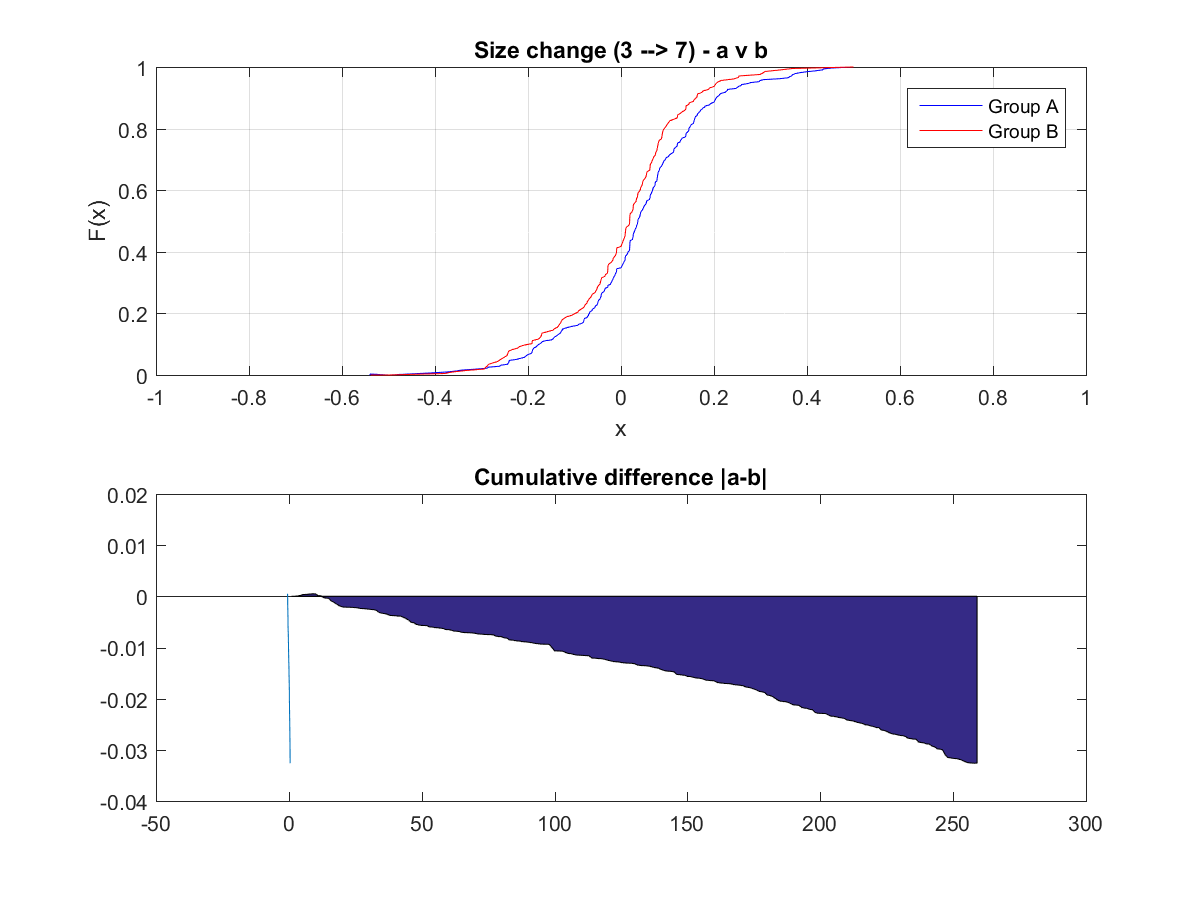 Size change (3 --> 7) - a v b
1
0.8
0.6
0.4
0.2
0
F(x)
Group A
Group B
-1 -0.8 -0.6 -0.4 -0.2 0 0.2 0.4 0.6 0.8 1
x
Cumulative difference |a-b|
0.02
0.01
0
-0.01
-0.02
-0.03
-0.04
-50 0 50 100 150 200 250 300